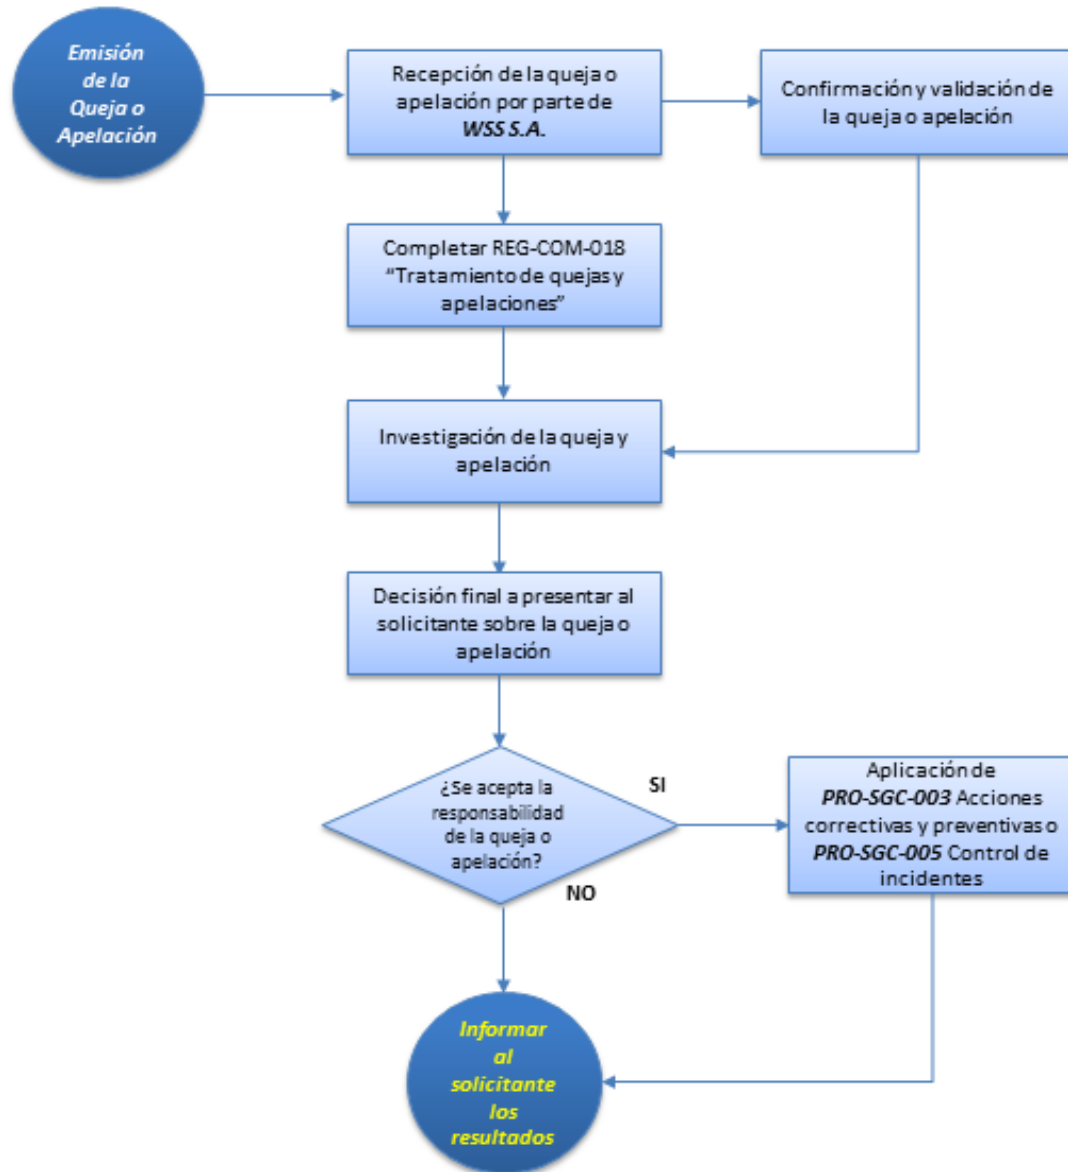 Emisión
de la
Queja o
Apelación
Recepción de la queja o
apelación por parte de
WSS S.A.
Confirmación y validación de
la queja o apelación
Completar REG-COM-018
“Tratamiento de quejas y
apelaciones”
Investigación de la queja y
apelación
Decisión final a presentar al
solicitante sobre la queja o
apelación
¿Se acepta la
responsabilidad
de la queja o
apelación?
SI
NO
Aplicación de
PRO-SGC-003 Acciones
correctivas y preventivas o
PRO-SGC-005 Control de
incidentes
Informar
al
solicitante
los
resultados